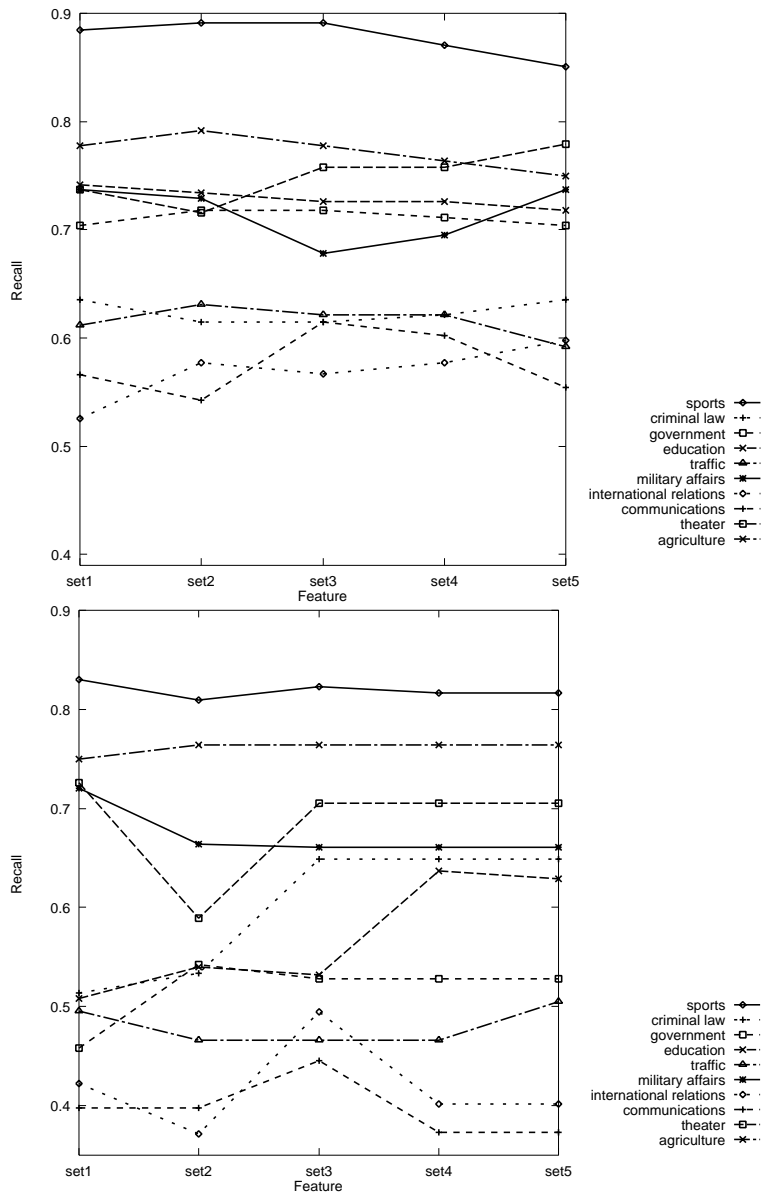 0.9
0.8
0.7
0.6
0.5
0.4
Recall
set1 set2 set3 set4 set5
Feature
sports
criminal law
government
education
traffic
military affairs
international relations
communications
theater
agriculture
0.9
0.8
0.7
0.6
0.5
0.4
Recall
set1 set2 set3 set4 set5
Feature
sports
criminal law
government
education
traffic
military affairs
international relations
communications
theater
agriculture